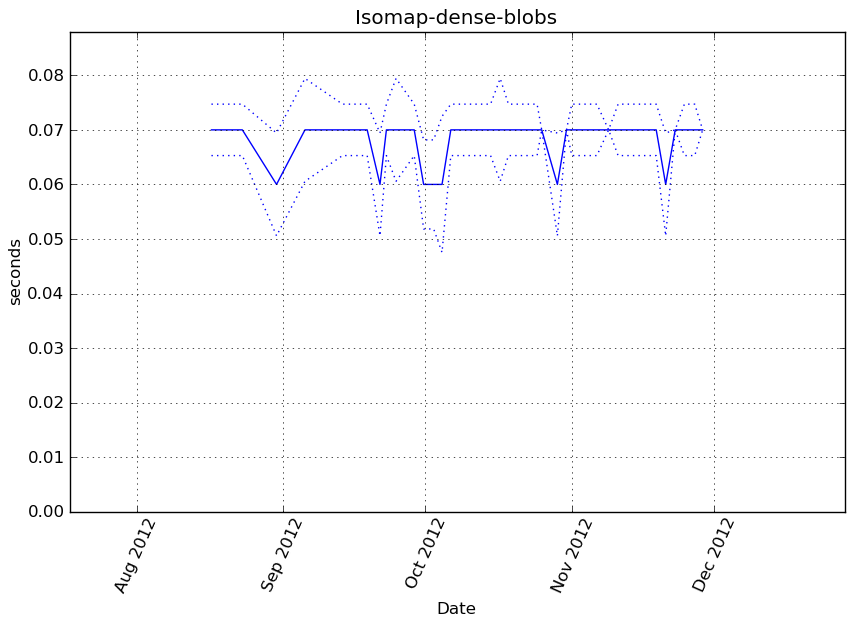 Isomap-dense-blobs
0.08
0.07
0.06
0.05
0.04
0.03
0.02
0.01
0.00
seconds
Aug 2012
Sep 2012
Oct 2012
Nov 2012
Dec 2012
Date